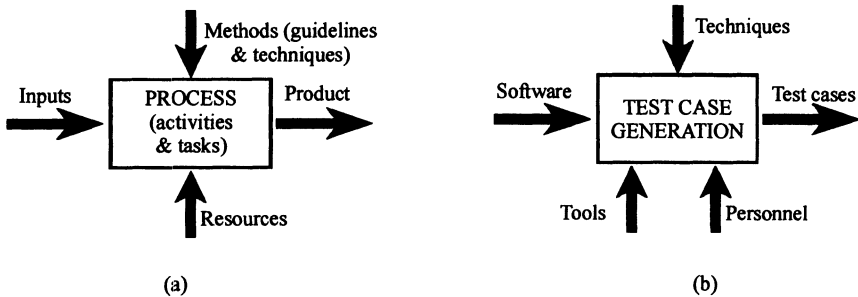 Methods (guidelines
& techniques)
Inputs
PROCESS
(activities
& tasks)
Product
Resources
(a)
Techniques
Software
TEST CASE
GENERATION
Test cases
Tools
Personnel
(b)